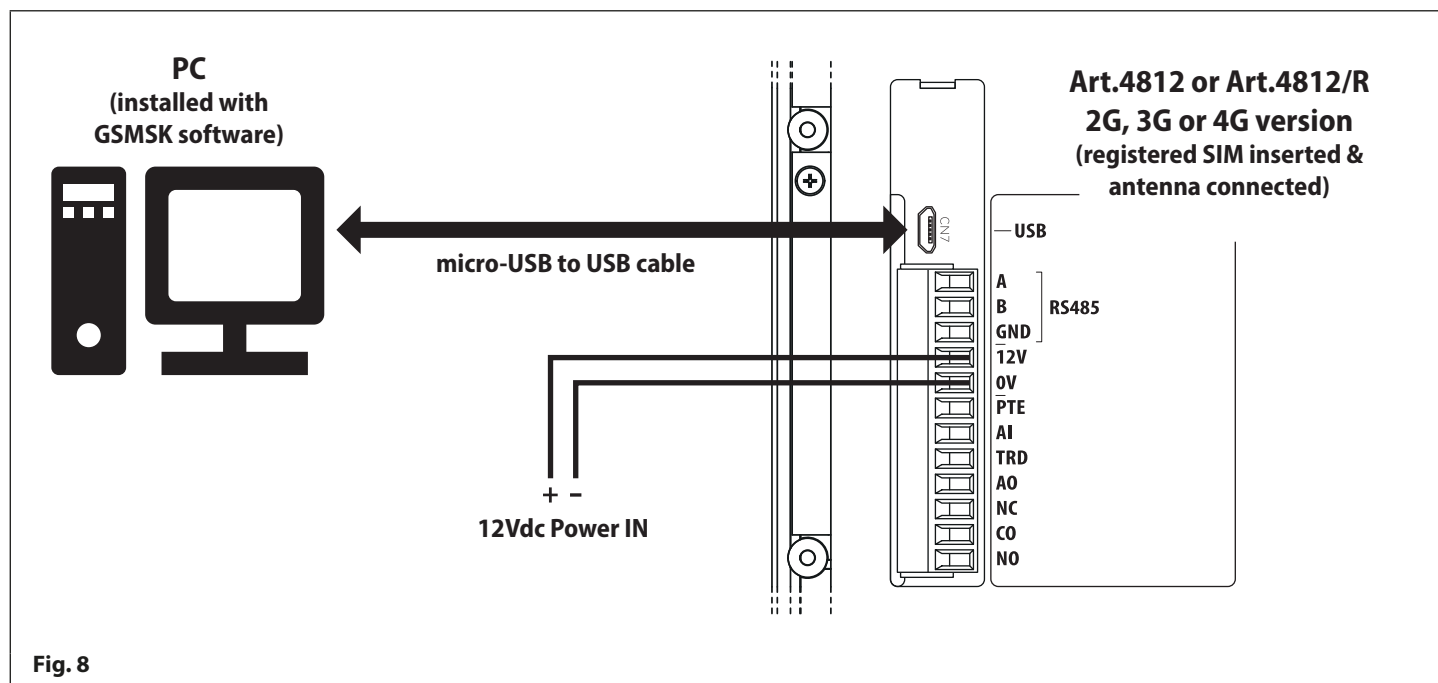 PC
(installed with
GSMSK software)
Art.4812 or Art.4812/R
2G, 3G or 4G version
(registered SIM inserted &
antenna connected)
CN7
USB
micro-USB to USB cable
A
B
RS485
GND
12V
0V
PTE
AI
TRD
AO
NC
CO
NO
+ –
12Vdc Power IN
Fig. 8